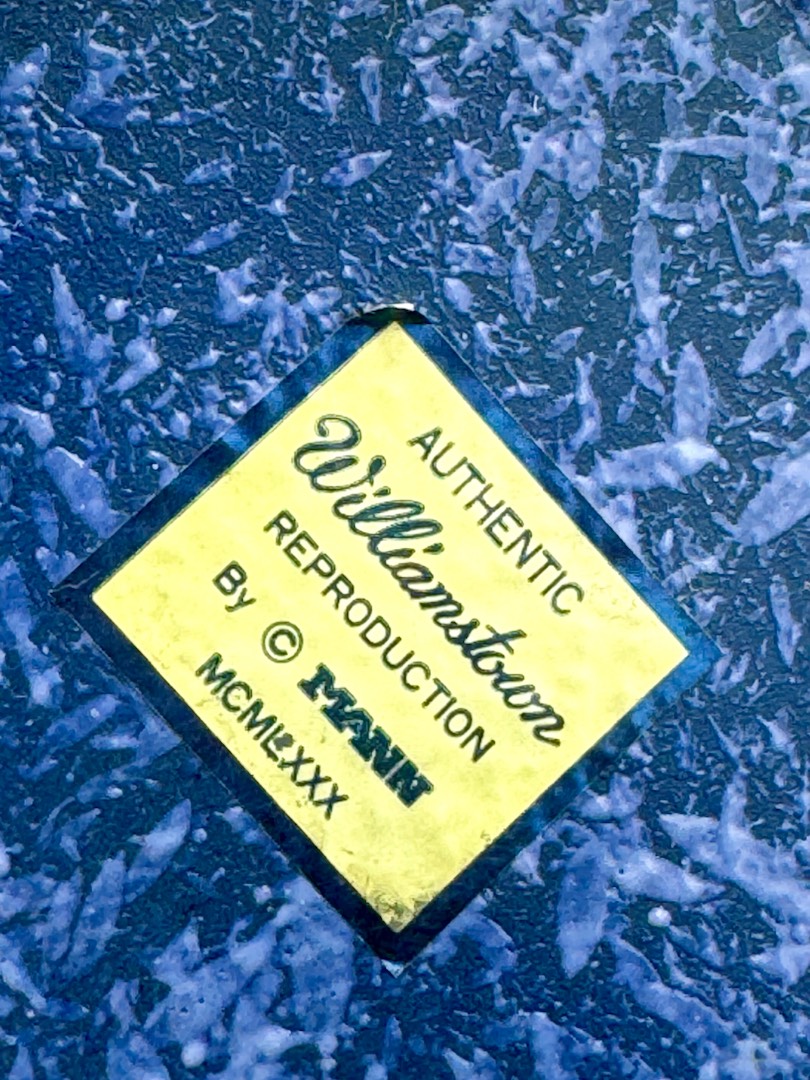 AUTHENTIC
Williamstown
REPRODUCTION
By © MANN
MCMLXXX